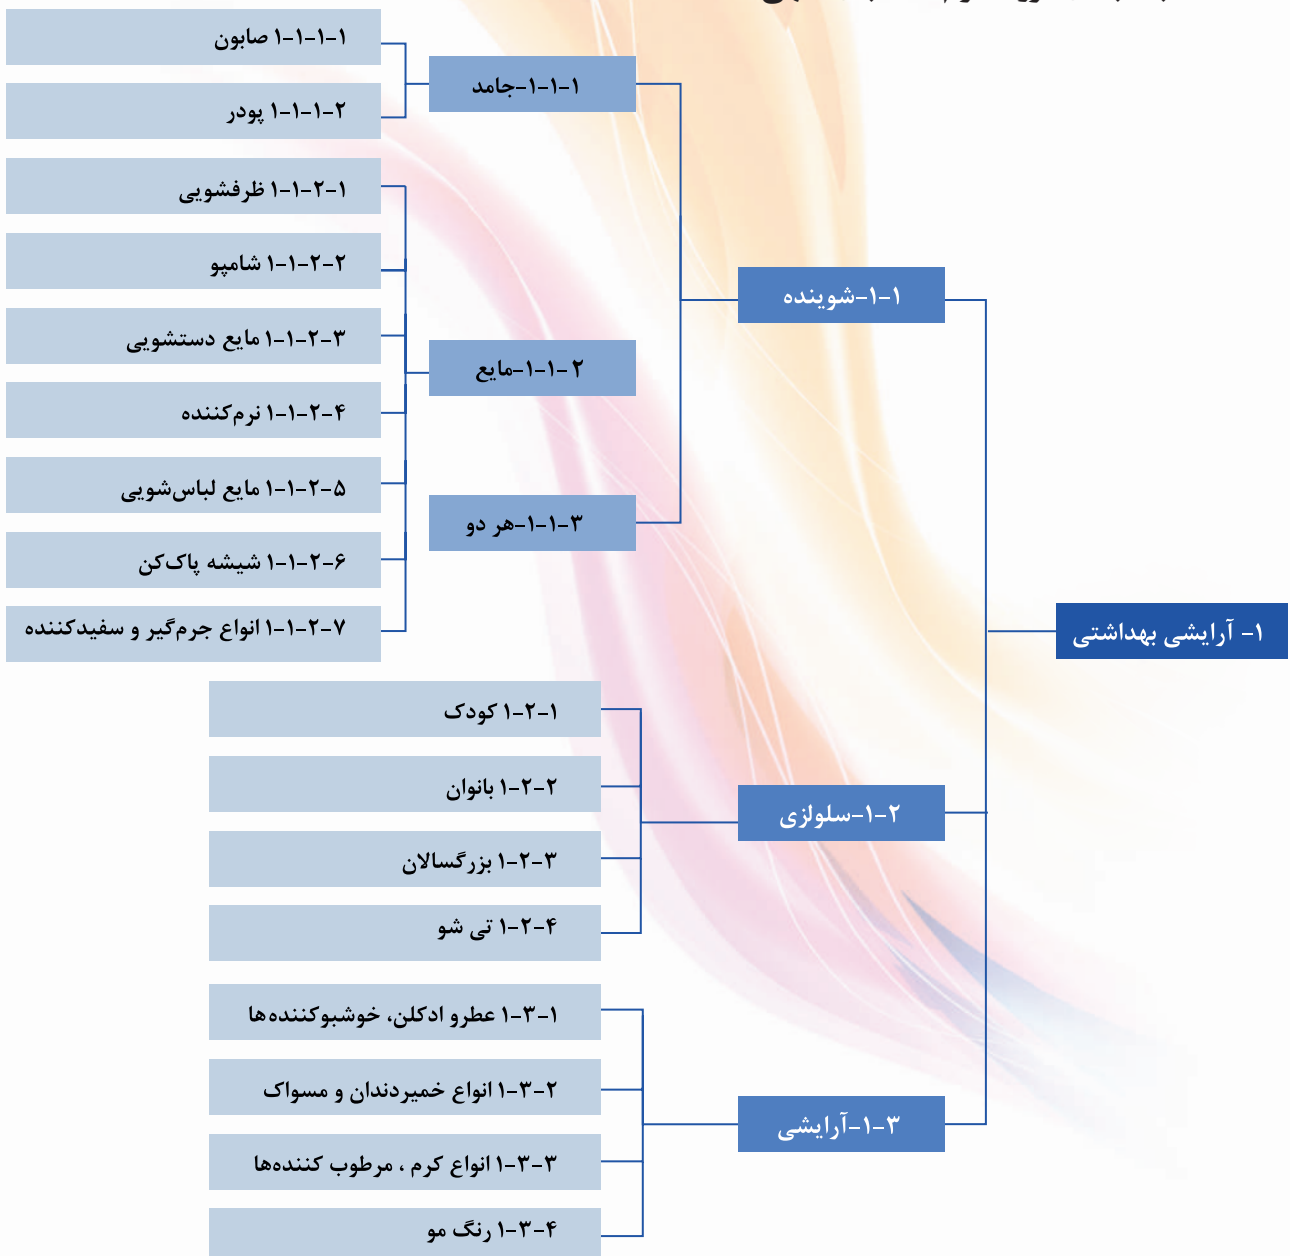 ۱- آرایشی بهداشتی
۱-۱-شوینده
۱-۱-۱-جامد
۱-۱-۱-۱ صابون
۱-۱-۱-۲ پودر
۱-۱-۲-مایع
۱-۱-۲-۱ ظرفشویی
۱-۱-۲-۲ شامپو
۱-۱-۲-۳ مایع دستشویی
۱-۱-۲-۴ نرم‌کننده
۱-۱-۲-۵ مایع لباس‌شویی
۱-۱-۲-۶ شیشه پاک‌کن
۱-۱-۲-۷ انواع جرم‌گیر و سفیدکننده
۱-۱-۳-هر دو
۱-۲-سلولزی
۱-۲-۱ کودک
۱-۲-۲ بانوان
۱-۲-۳ بزرگسالان
۱-۲-۴ تی شو
۱-۳-آرایشی
۱-۳-۱ عطرو ادکلن، خوشبوکننده‌ها
۱-۳-۲ انواع خمیردندان و مسواک
۱-۳-۳ انواع کرم ، مرطوب کننده‌ها
۱-۳-۴ رنگ مو